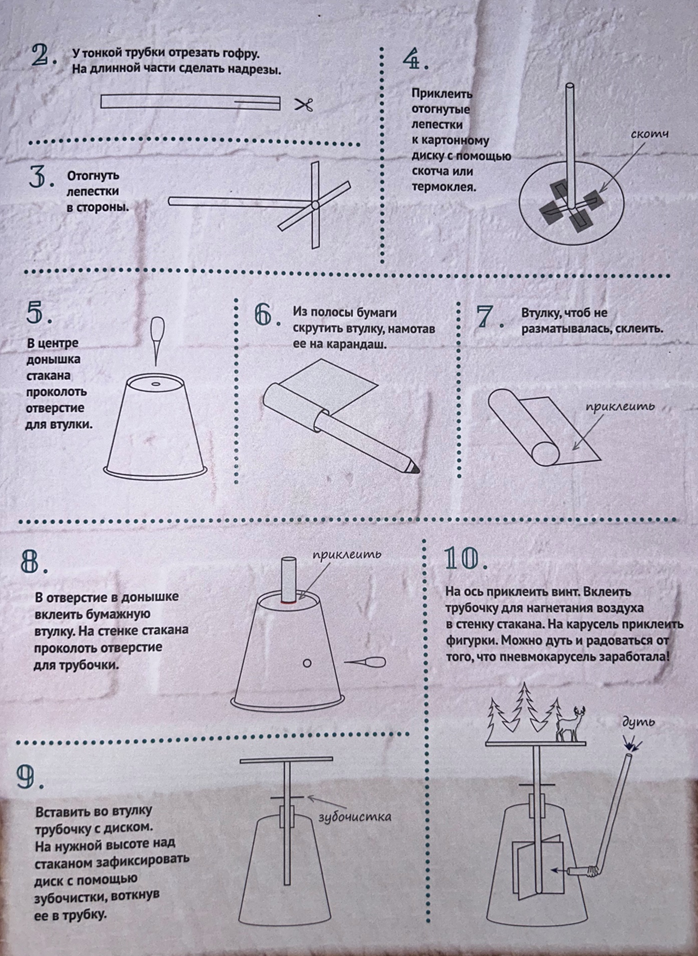 2.
У тонкой трубки отрезать гофру.
На длинной части сделать надрезы.
3.
Отогнуть
лепестки
в стороны.
4.
Приклеить
отогнутые
лепестки
к картонному
диску с помощью
скотча или
термоклея.
скотч
5.
В центре
донышка
стакана
проколоть
отверстие
для втулки.
6.
Из полосы бумаги
скрутить втулку, намотав
ее на карандаш.
7.
Втулку, чтоб не
разматывалась, склеить.
приклеить
8.
В отверстие в донышке
вклеить бумажную
втулку. На стенке стакана
проколоть отверстие
для трубочки.
приклеить
9.
Вставить во втулку
трубочку с диском.
На нужной высоте над
стаканом зафиксировать
диск с помощью
зубочистки, воткнув
ее в трубку.
зубочистка
10.
На ось приклеить винт. Вклеить
трубочку для нагнетания воздуха
в стенку стакана. На карусель приклеить
фигурки. Можно дуть и радоваться от
того, что пневмокарусель заработала!
дуть